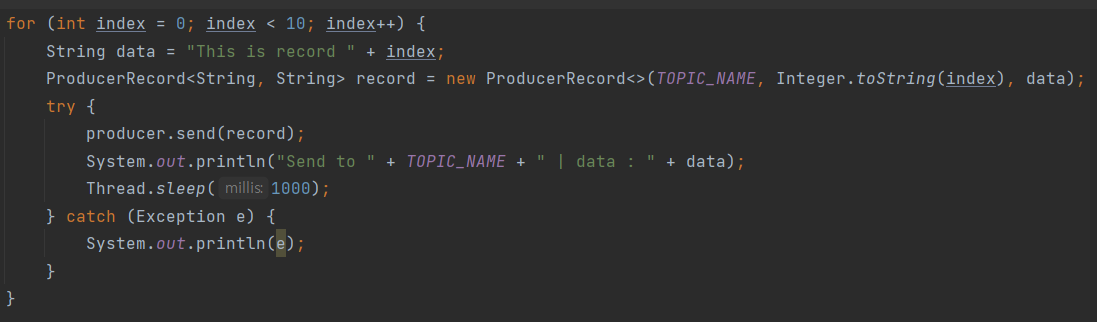 for (int index = 0; index < 10; index++) {
    String data = "This is record " + index;
    ProducerRecord<String, String> record = new ProducerRecord<>(TOPIC_NAME, Integer.toString(index), data);
    try {
        producer.send(record);
        System.out.println("Send to " + TOPIC_NAME + " | data : " + data);
        Thread.sleep( millis: 1000);
    } catch (Exception e) {
        System.out.println(e);
    }
}